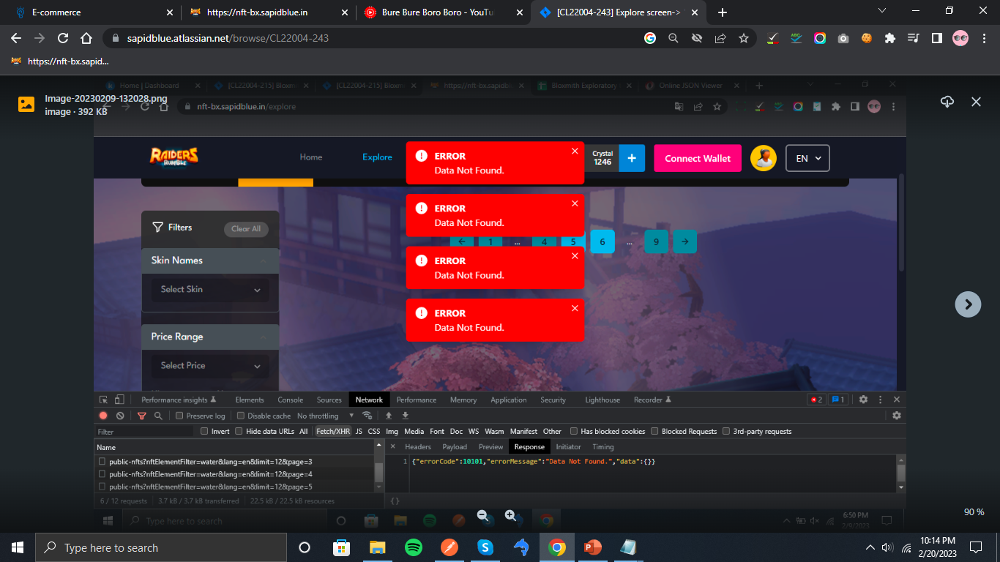 E-commerce
https://nft-bx.sapidblue.in
Bure Bure Boro Boro - YouTu
[CL22004-243] Explore screen->
sapidblue.atlassian.net/browse/CL22004-243
https://nft-bx.sapid...
Home | Dashboard
[CL22004-215] Bloxm
[CL22004-215] Bloxm
https://nft-bx.sapidbl
Bloxmith Exploratory
Online JSON Viewer
Image-20230209-132028.png
image · 392 KB
nft-bx.sapidblue.in/explore
RAIDERS
RUMBLE
Home
Explore
Crystal
1246
+
Connect Wallet
EN
ERROR
Data Not Found.
ERROR
Data Not Found.
ERROR
Data Not Found.
ERROR
Data Not Found.
Filters
Clear All
← 1 ... 4 5 6 ... 9 →
Skin Names
Select Skin
Price Range
Select Price
Performance insights
Elements
Console
Sources
Network
Performance
Memory
Application
Security
Lighthouse
Recorder
2
1
Preserve log
Disable cache
No throttling
Filter
Invert
Hide data URLs
All
Fetch/XHR
JS
CSS
Img
Media
Font
Doc
WS
Wasm
Manifest
Other
Has blocked cookies
Blocked Requests
3rd-party requests
Name
Headers
Payload
Preview
Response
Initiator
Timing
public-nfts?nftElementFilter=water&lang=en&limit=12&page=3
public-nfts?nftElementFilter=water&lang=en&limit=12&page=4
public-nfts?nftElementFilter=water&lang=en&limit=12&page=5
1 {"errorCode":10101,"errorMessage":"Data Not Found.","data":{}}
6 / 12 requests
3.7 kB / 3.7 kB transferred
22.5 kB / 22.5 kB resources
{}
Type here to search
6:50 PM
2/9/2023
90 %
Type here to search
10:14 PM
2/20/2023